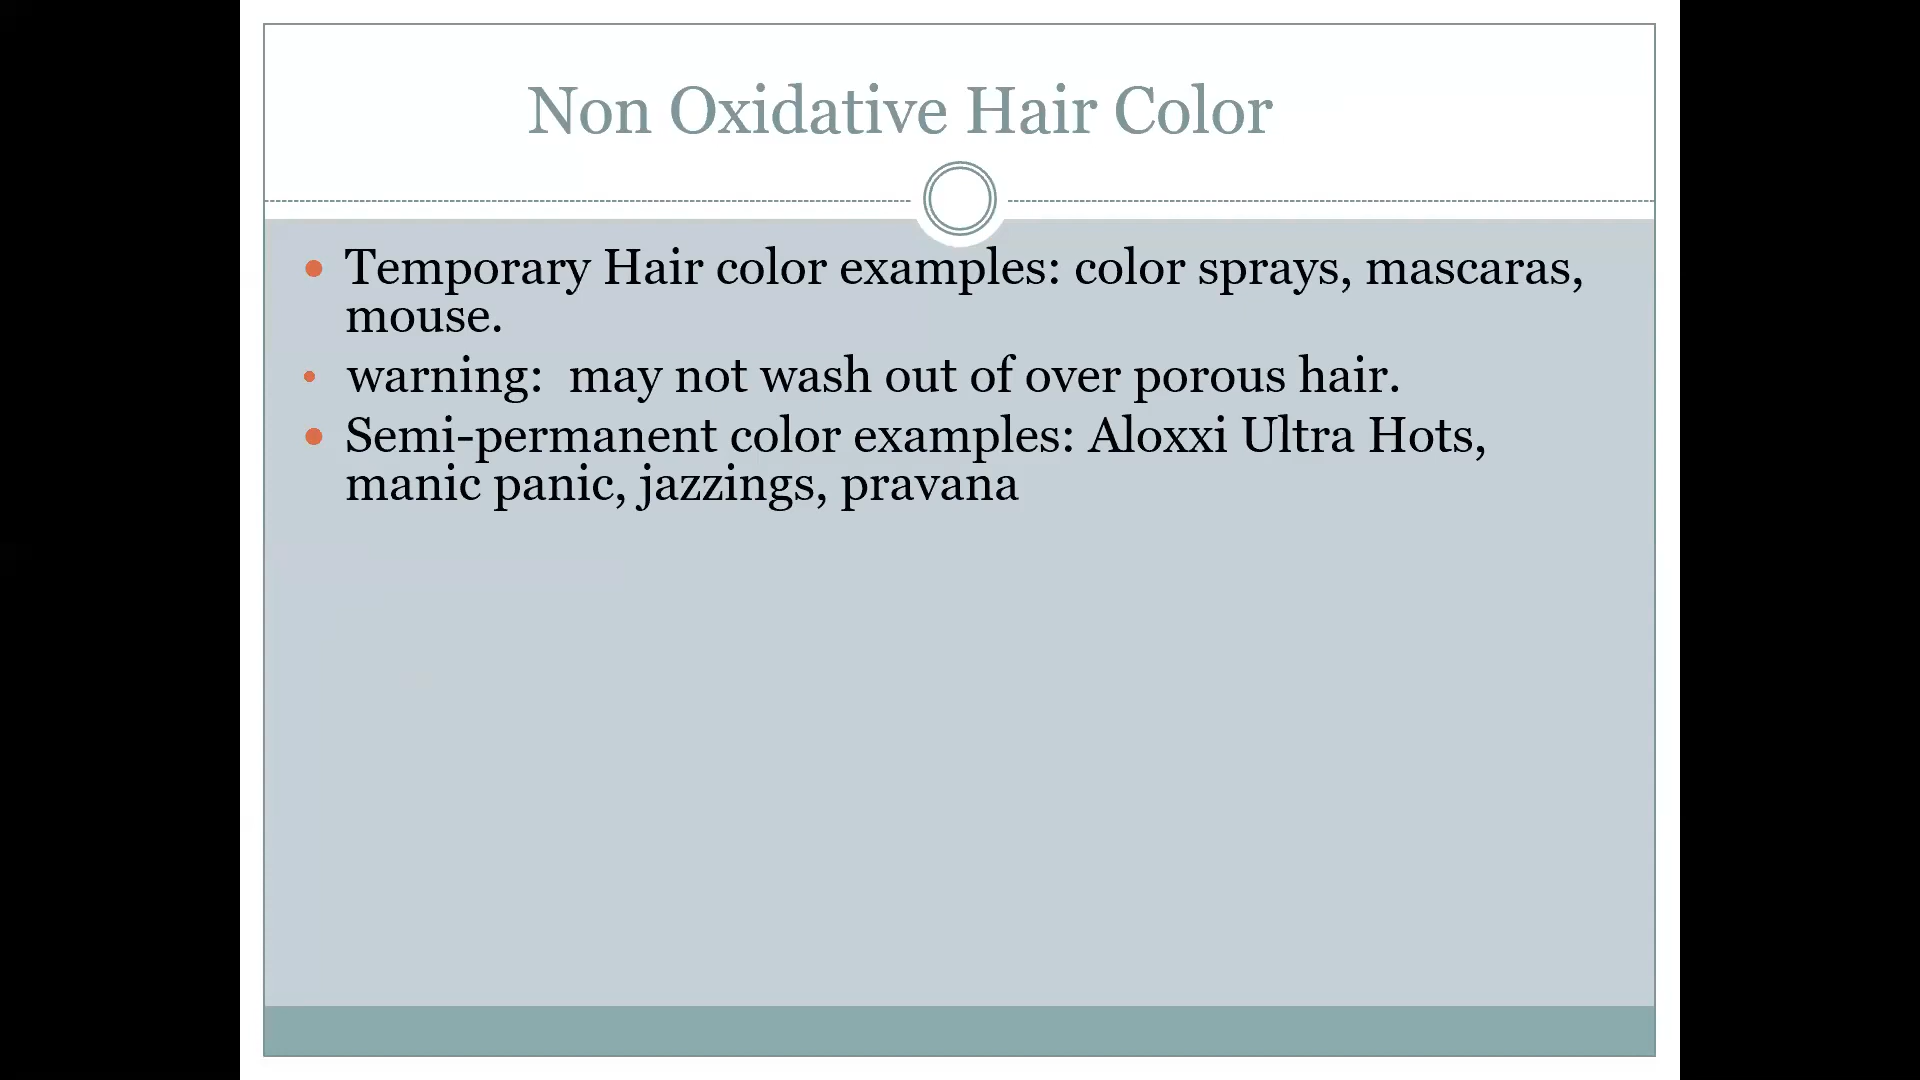 Non Oxidative Hair Color
• Temporary Hair color examples: color sprays, mascaras,
mouse.
• warning:  may not wash out of over porous hair.
• Semi-permanent color examples: Aloxxi Ultra Hots,
manic panic, jazzings, pravana